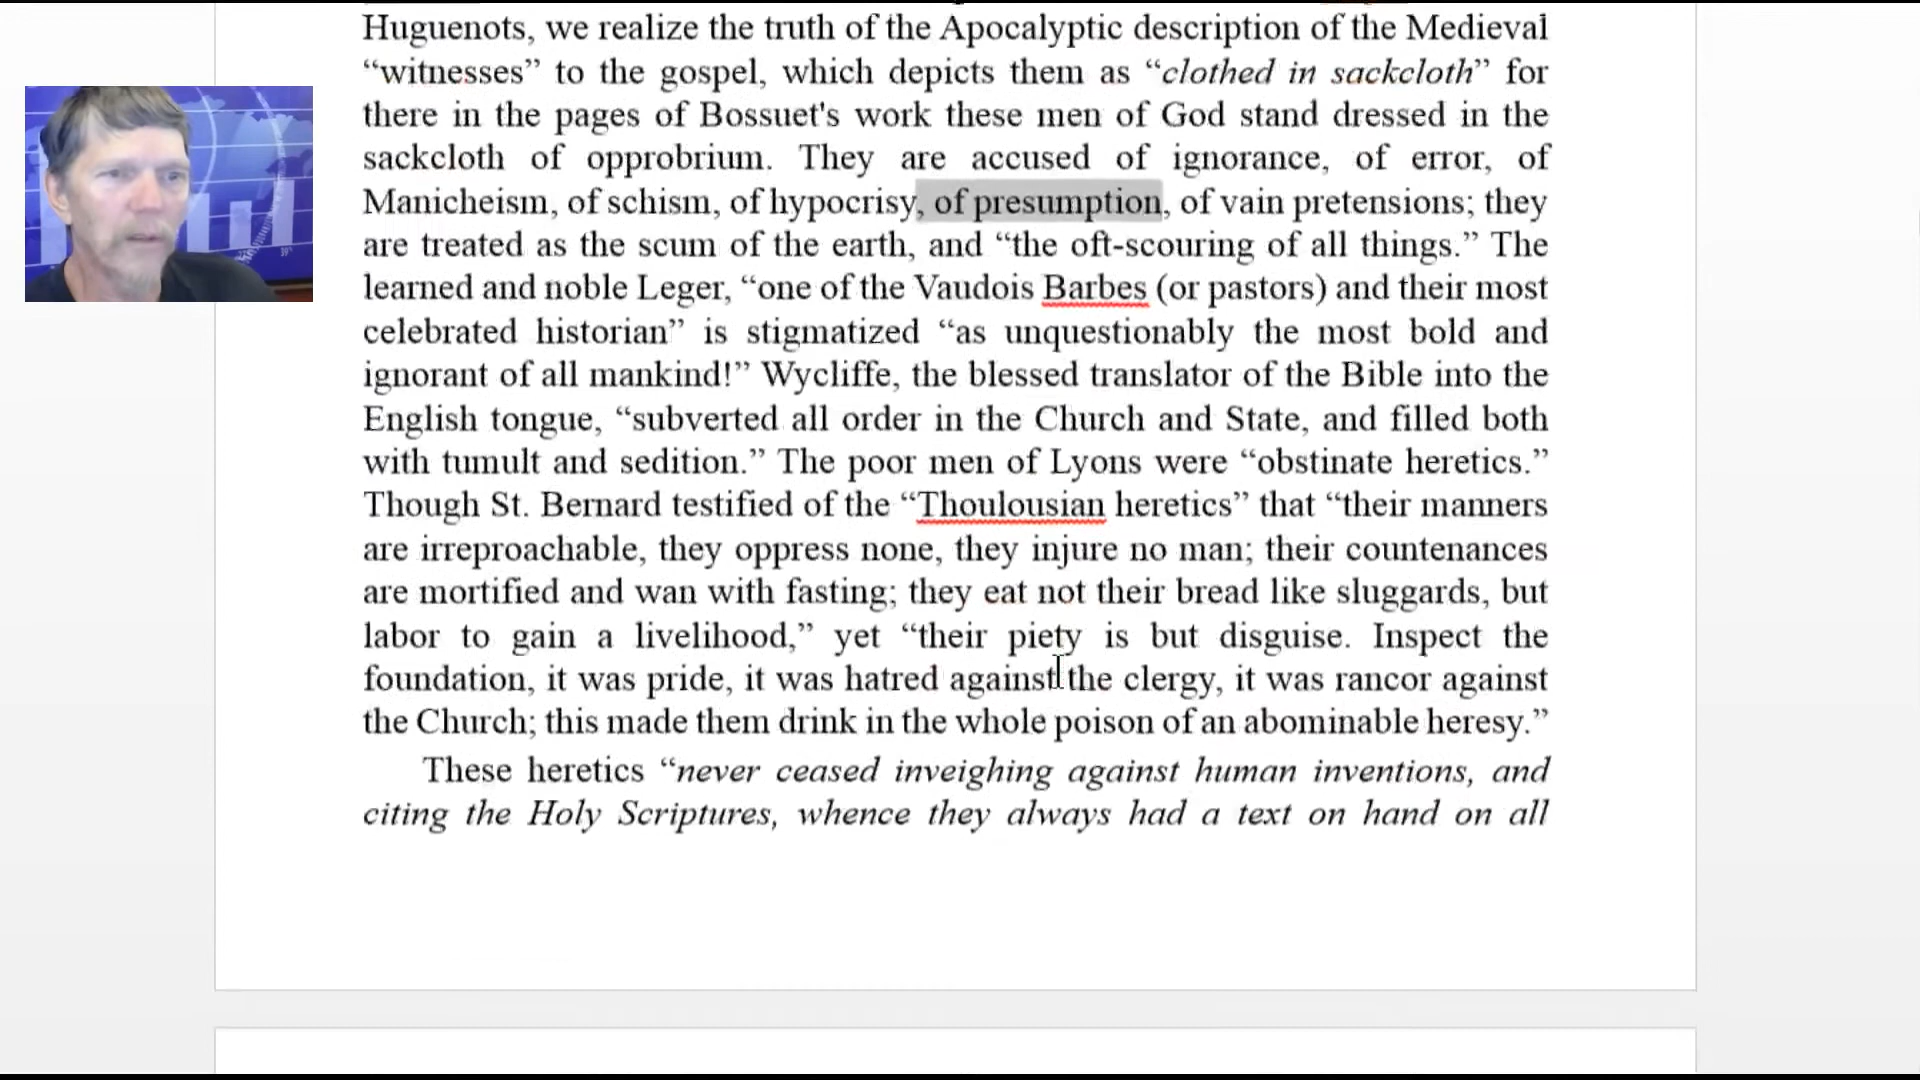 Huguenots, we realize the truth of the Apocalyptic description of the Medieval
“witnesses” to the gospel, which depicts them as “clothed in sackcloth” for
there in the pages of Bossuet's work these men of God stand dressed in the
sackcloth of opprobrium. They are accused of ignorance, of error, of
Manicheism, of schism, of hypocrisy, of presumption, of vain pretensions; they
are treated as the scum of the earth, and “the oft-scouring of all things.” The
learned and noble Leger, “one of the Vaudois Barbes (or pastors) and their most
celebrated historian” is stigmatized “as unquestionably the most bold and
ignorant of all mankind!” Wycliffe, the blessed translator of the Bible into the
English tongue, “subverted all order in the Church and State, and filled both
with tumult and sedition.” The poor men of Lyons were “obstinate heretics.”
Though St. Bernard testified of the “Thoulousian heretics” that “their manners
are irreproachable, they oppress none, they injure no man; their countenances
are mortified and wan with fasting; they eat not their bread like sluggards, but
labor to gain a livelihood,” yet “their piety is but disguise. Inspect the
foundation, it was pride, it was hatred against the clergy, it was rancor against
the Church; this made them drink in the whole poison of an abominable heresy.”
These heretics “never ceased inveighing against human inventions, and
citing the Holy Scriptures, whence they always had a text on hand on all